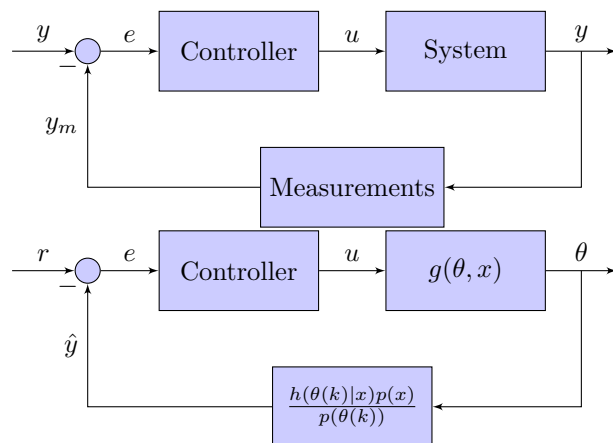 y
−
e
Controller
u
System
y
y_m
Measurements
r
−
e
Controller
u
g(θ, x)
θ
ŷ
h(θ(k)|x)p(x)
p(θ(k))